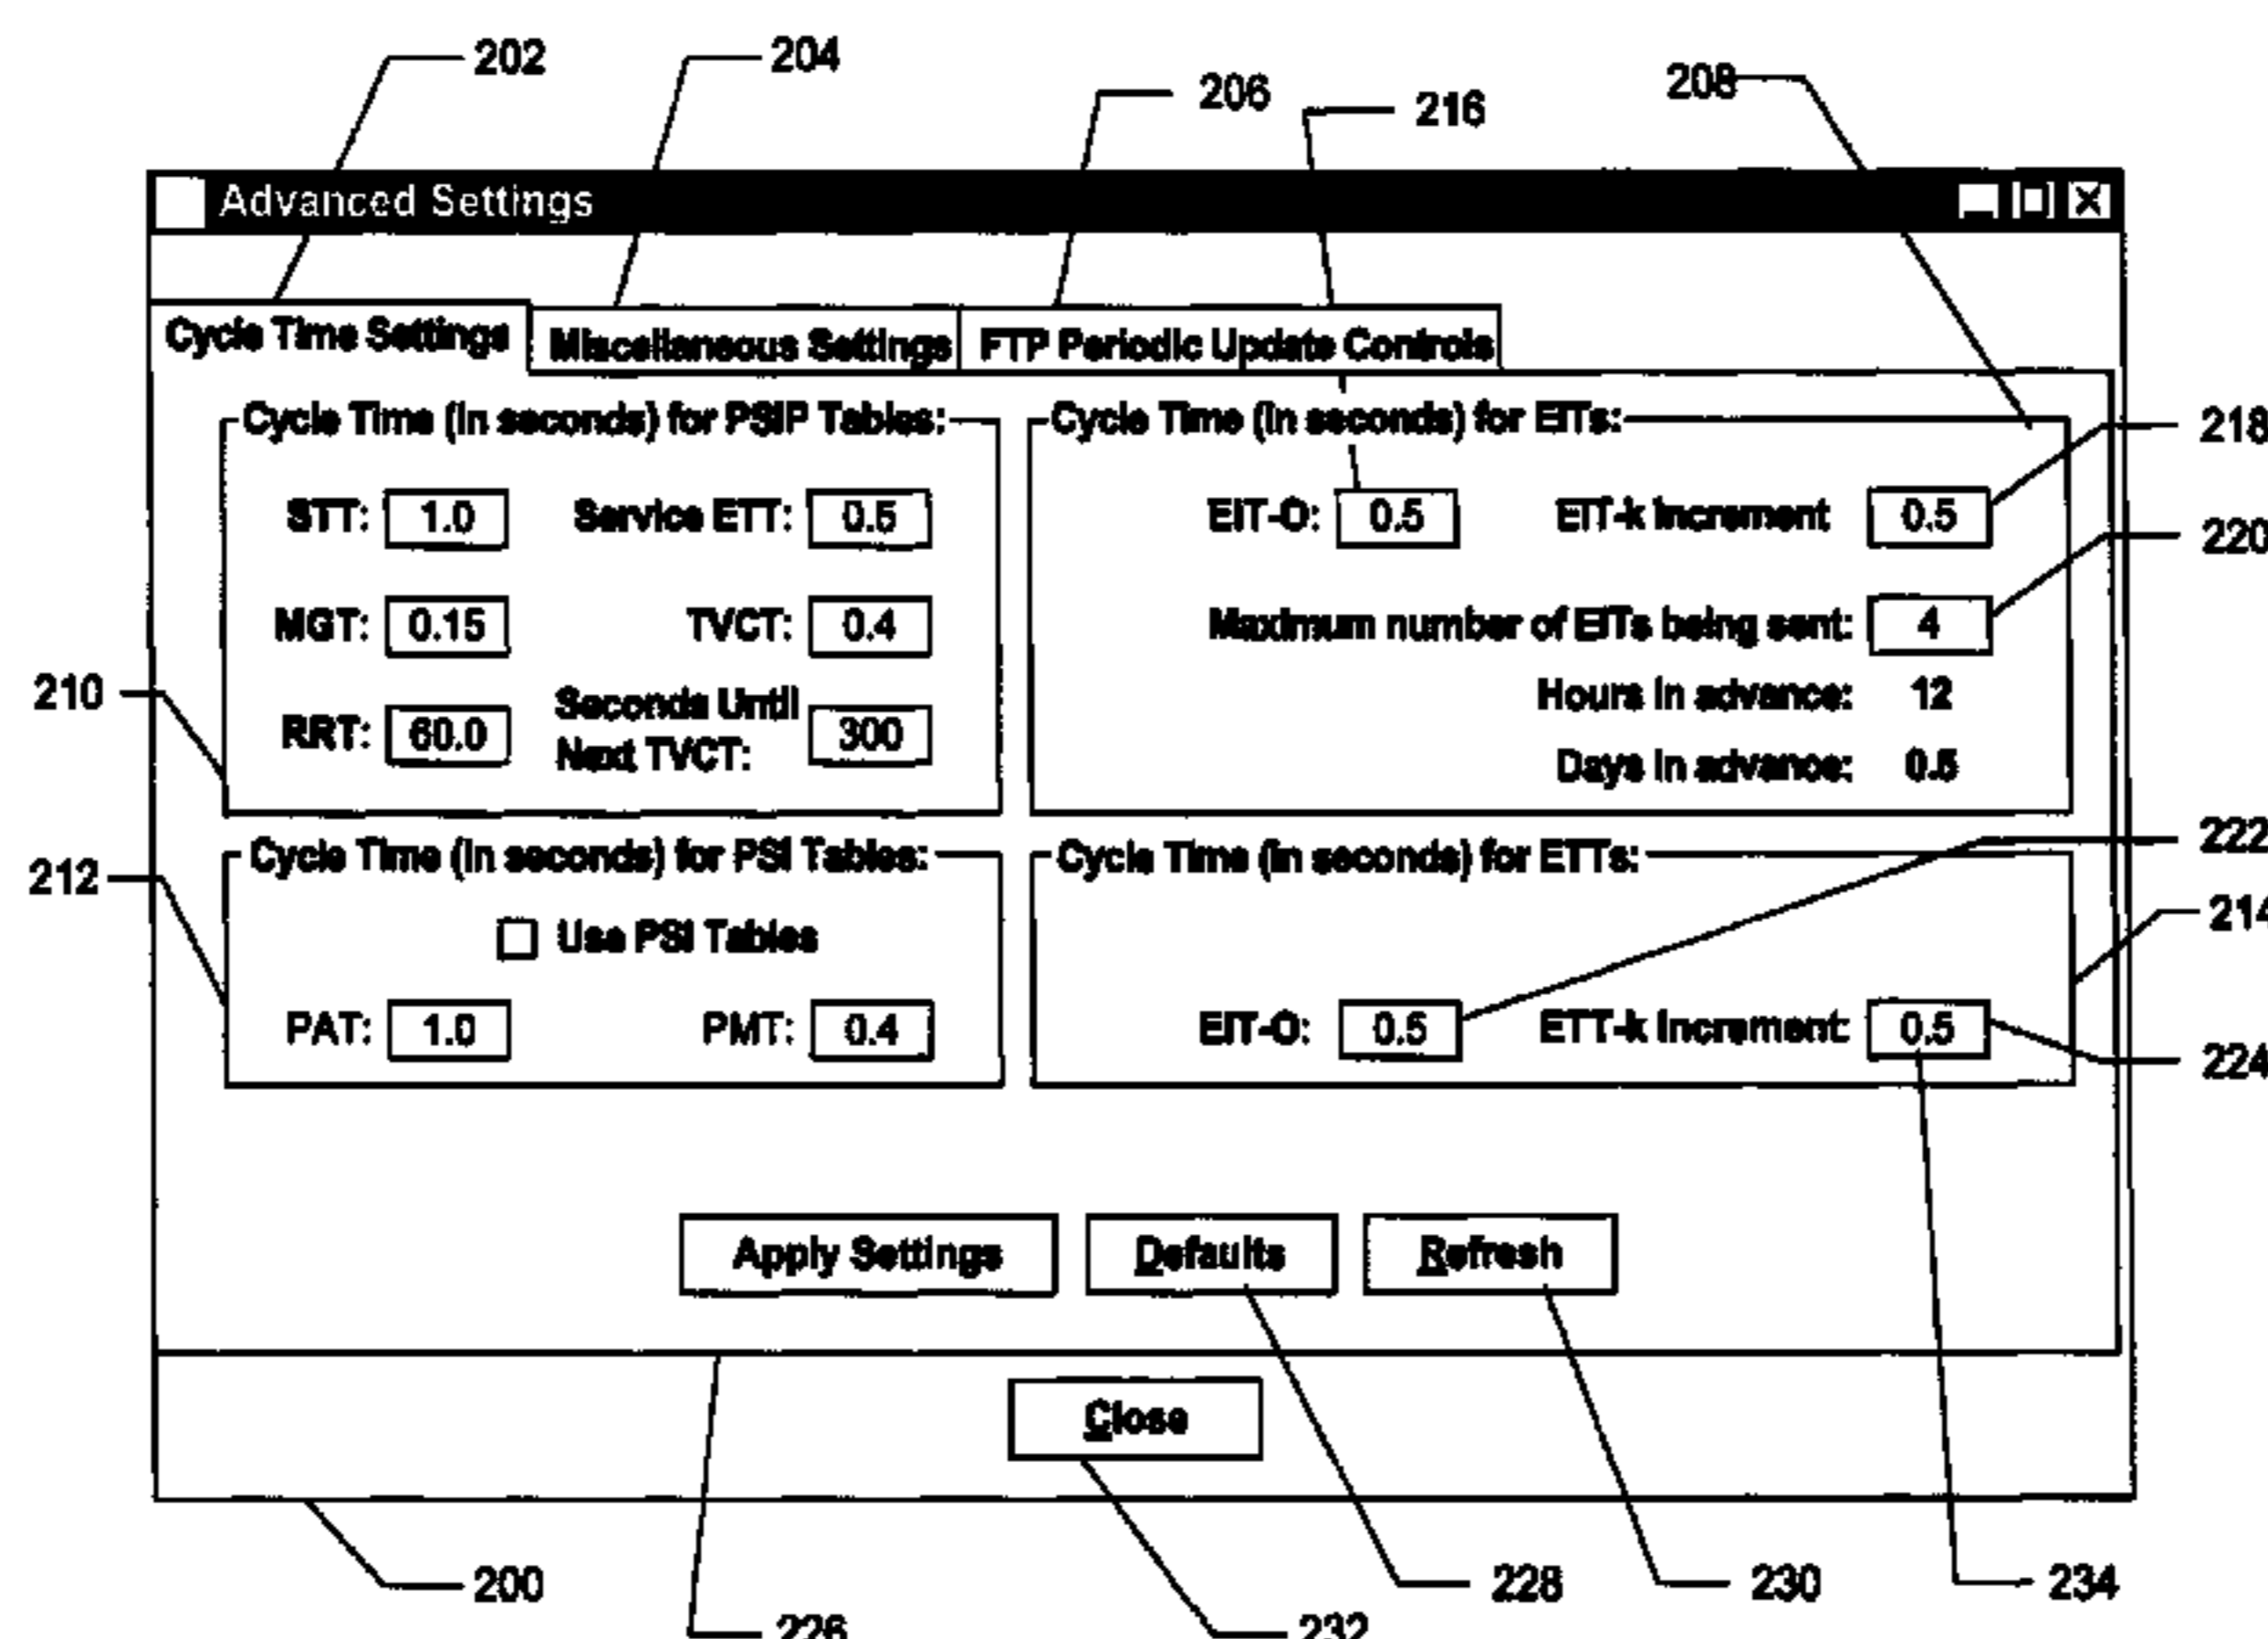 202
204
206
216
208
Advanced Settings
Cycle Time Settings
Miscellaneous Settings
FTP Periodic Update Controls
Cycle Time (in seconds) for PSIP Tables:
STT: 1.0 Service ETT: 0.5
MGT: 0.15 TVCT: 0.4
RRT: 60.0 Seconds Until
Next TVCT: 300
Cycle Time (in seconds) for EITs:
EIT-O: 0.5 EIT-k increment 0.5
Maximum number of EITs being sent: 4
Hours in advance: 12
Days in advance: 0.5
218
220
210
212
Cycle Time (in seconds) for PSI Tables:
Use PSI Tables
PAT: 1.0 PMT: 0.4
Cycle Time (in seconds) for ETTs:
EIT-O: 0.5 ETT-k increment: 0.5
222
214
224
Apply Settings
Defaults
Refresh
Close
200
226
232
228
230
234